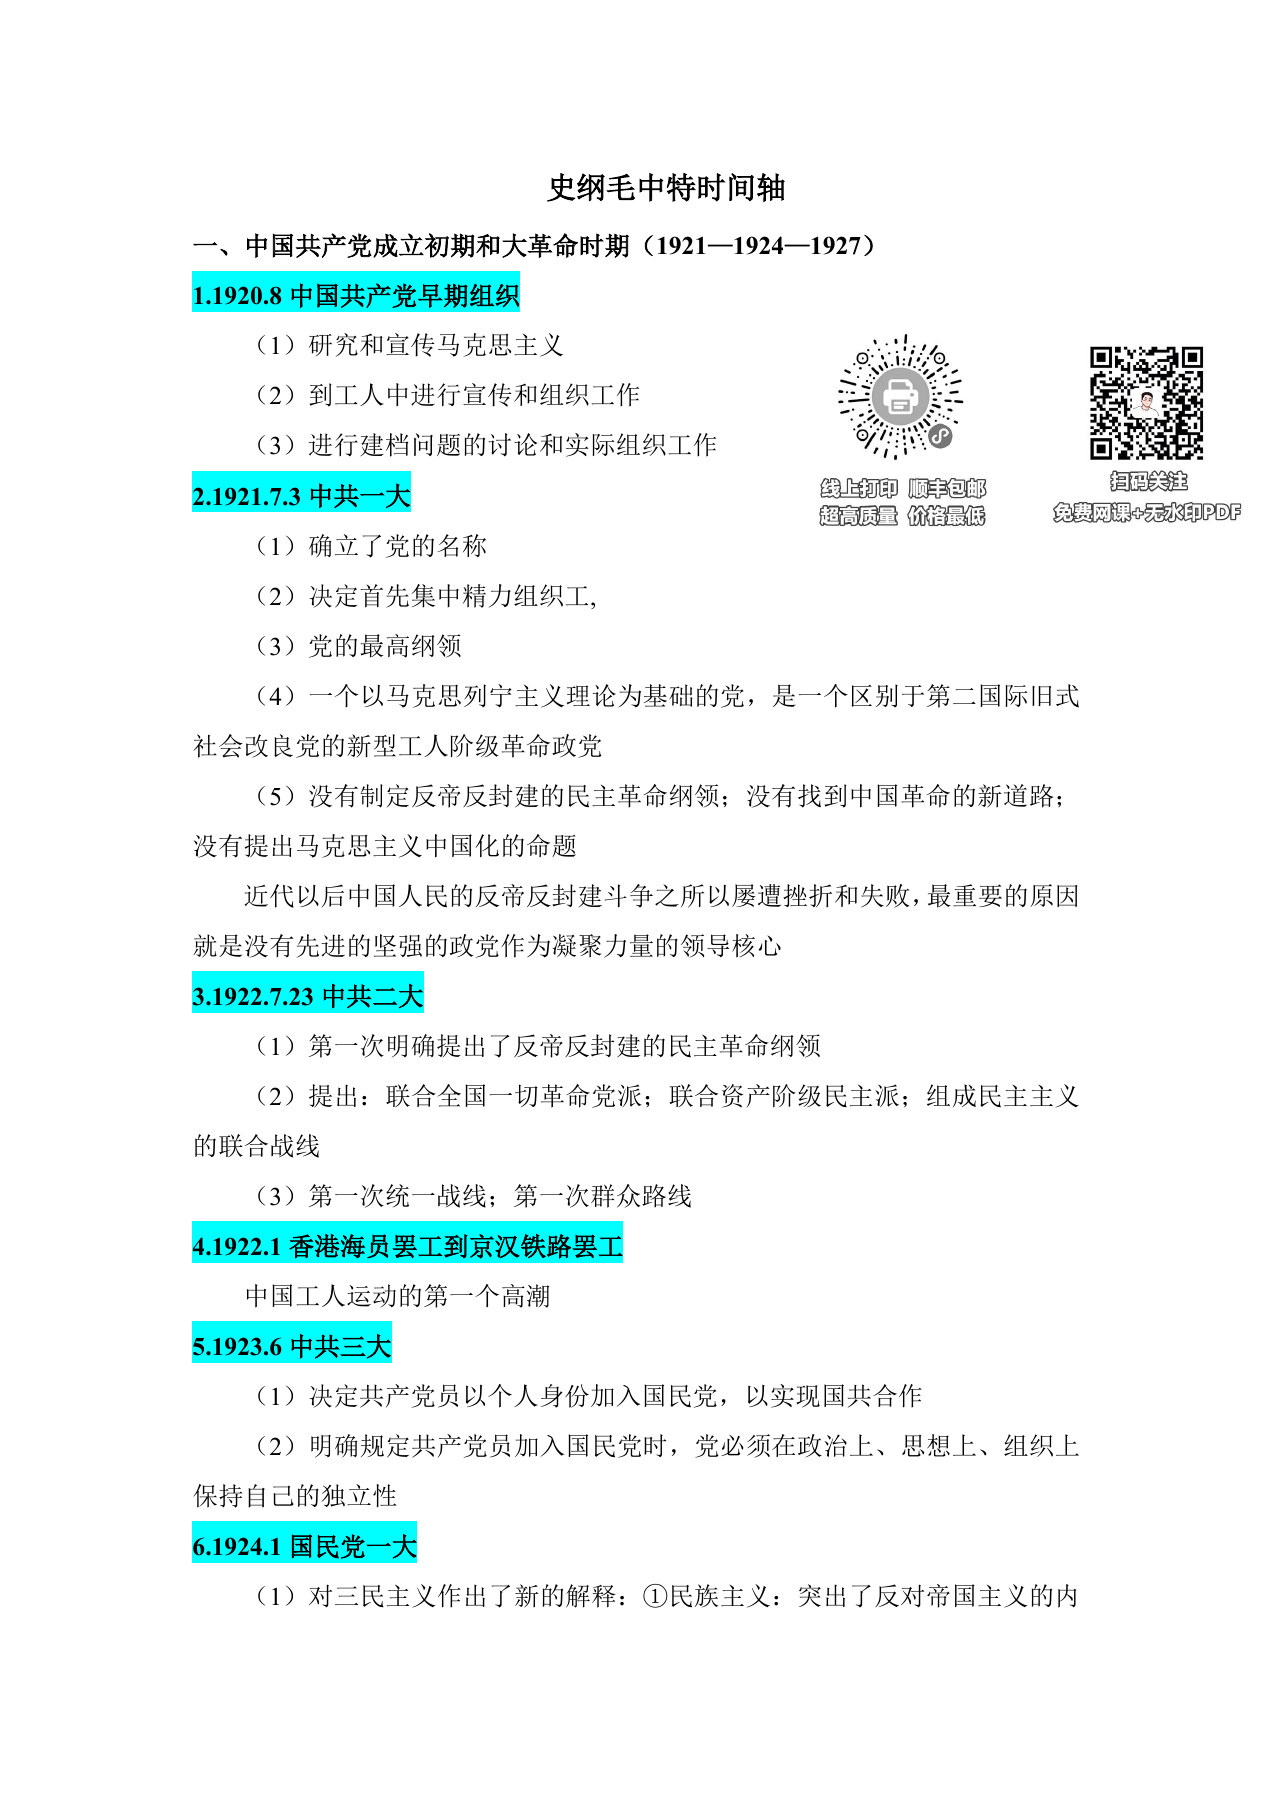 史纲毛中特时间轴
一、中国共产党成立初期和大革命时期（1921—1924—1927）
1.1920.8 中国共产党早期组织
（1）研究和宣传马克思主义
（2）到工人中进行宣传和组织工作
（3）进行建档问题的讨论和实际组织工作
线上打印 顺丰包邮
超高质量 价格最低
扫码关注
免费网课+无水印PDF
2.1921.7.3 中共一大
（1）确立了党的名称
（2）决定首先集中精力组织工,
（3）党的最高纲领
（4）一个以马克思列宁主义理论为基础的党，是一个区别于第二国际旧式
社会改良党的新型工人阶级革命政党
（5）没有制定反帝反封建的民主革命纲领；没有找到中国革命的新道路；
没有提出马克思主义中国化的命题
近代以后中国人民的反帝反封建斗争之所以屡遭挫折和失败，最重要的原因
就是没有先进的坚强的政党作为凝聚力量的领导核心
3.1922.7.23 中共二大
（1）第一次明确提出了反帝反封建的民主革命纲领
（2）提出：联合全国一切革命党派；联合资产阶级民主派；组成民主主义
的联合战线
（3）第一次统一战线；第一次群众路线
4.1922.1 香港海员罢工到京汉铁路罢工
中国工人运动的第一个高潮
5.1923.6 中共三大
（1）决定共产党员以个人身份加入国民党，以实现国共合作
（2）明确规定共产党员加入国民党时，党必须在政治上、思想上、组织上
保持自己的独立性
6.1924.1 国民党一大
（1）对三民主义作出了新的解释：①民族主义：突出了反对帝国主义的内